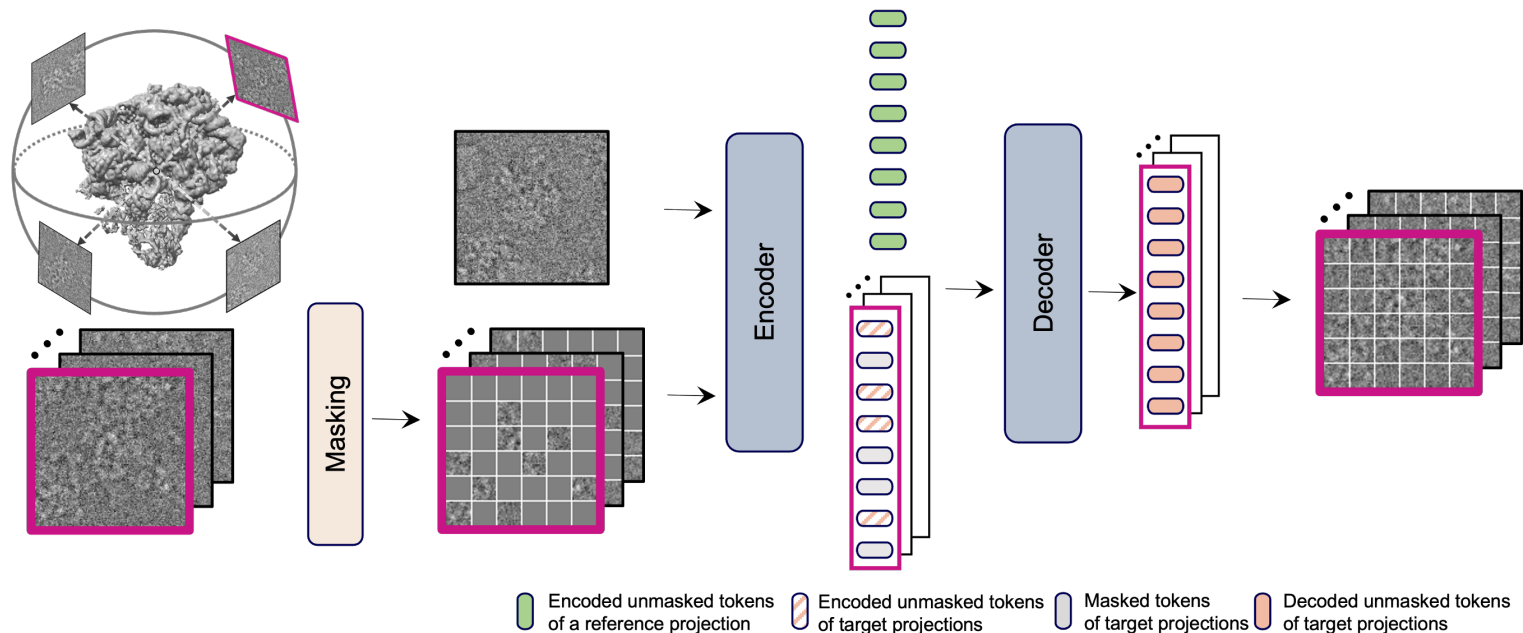 Masking
Encoder
Decoder
Encoded unmasked tokens
of a reference projection
Encoded unmasked tokens
of target projections
Masked tokens
of target projections
Decoded unmasked tokens
of target projections